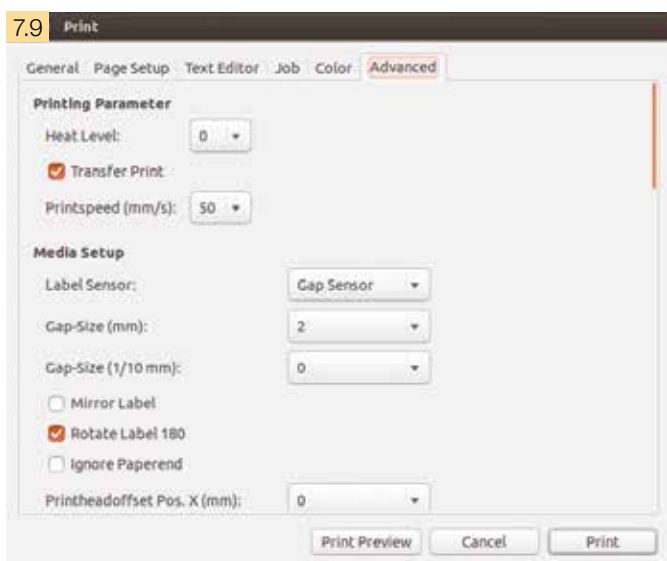 7.9 Print
General Page Setup Text Editor Job Color Advanced
Printing Parameter
Heat Level: 0
Transfer Print
Printspeed (mm/s): 50
Media Setup
Label Sensor: Gap Sensor
Gap-Size (mm): 2
Gap-Size (1/10 mm): 0
Mirror Label
Rotate Label 180
Ignore Paperend
Printheadoffset Pos. X (mm): 0
Print Preview Cancel Print